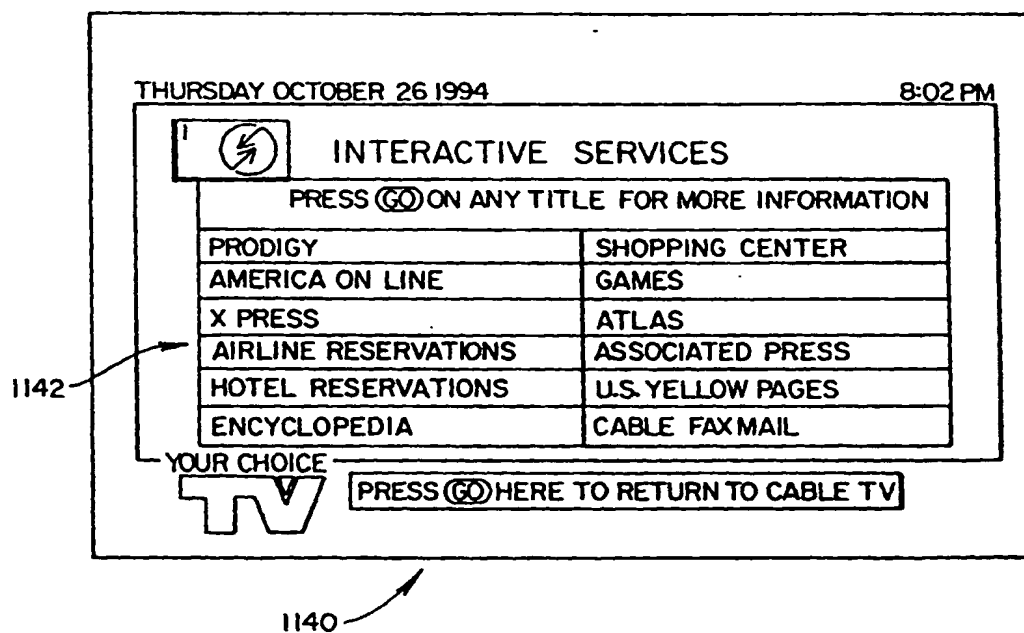 THURSDAY OCTOBER 26 1994 8:02 PM
1 INTERACTIVE SERVICES
PRESS GO ON ANY TITLE FOR MORE INFORMATION
PRODIGY SHOPPING CENTER
AMERICA ON LINE GAMES
X PRESS ATLAS
AIRLINE RESERVATIONS ASSOCIATED PRESS
1142
HOTEL RESERVATIONS U.S. YELLOW PAGES
ENCYCLOPEDIA CABLE FAXMAIL
YOUR CHOICE
TV PRESS GO HERE TO RETURN TO CABLE TV
1140